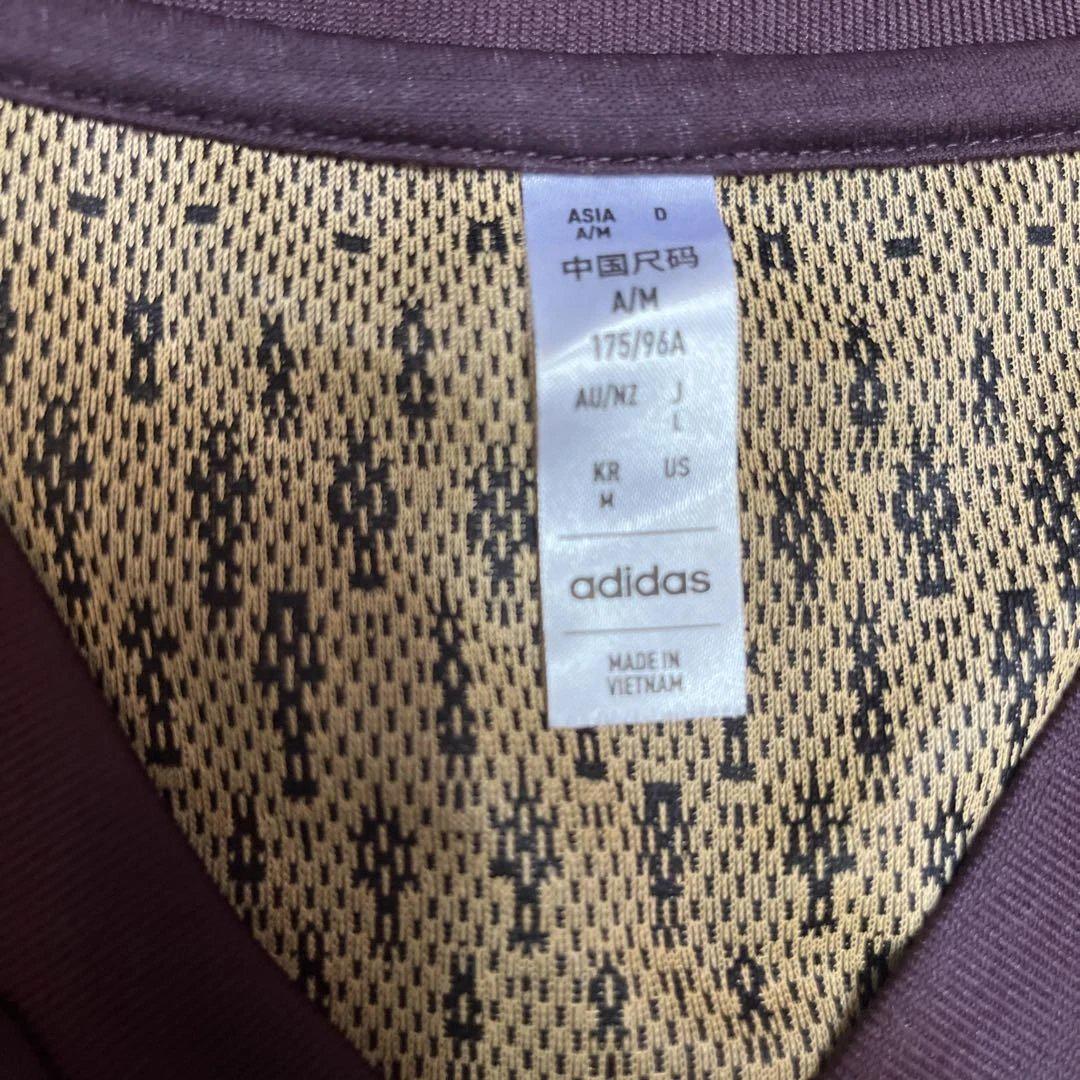 ASIA D
A/M
中国尺码
A/M
175/96A
AU/NZ J
L
KR US
M
adidas
MADE IN
VIETNAM